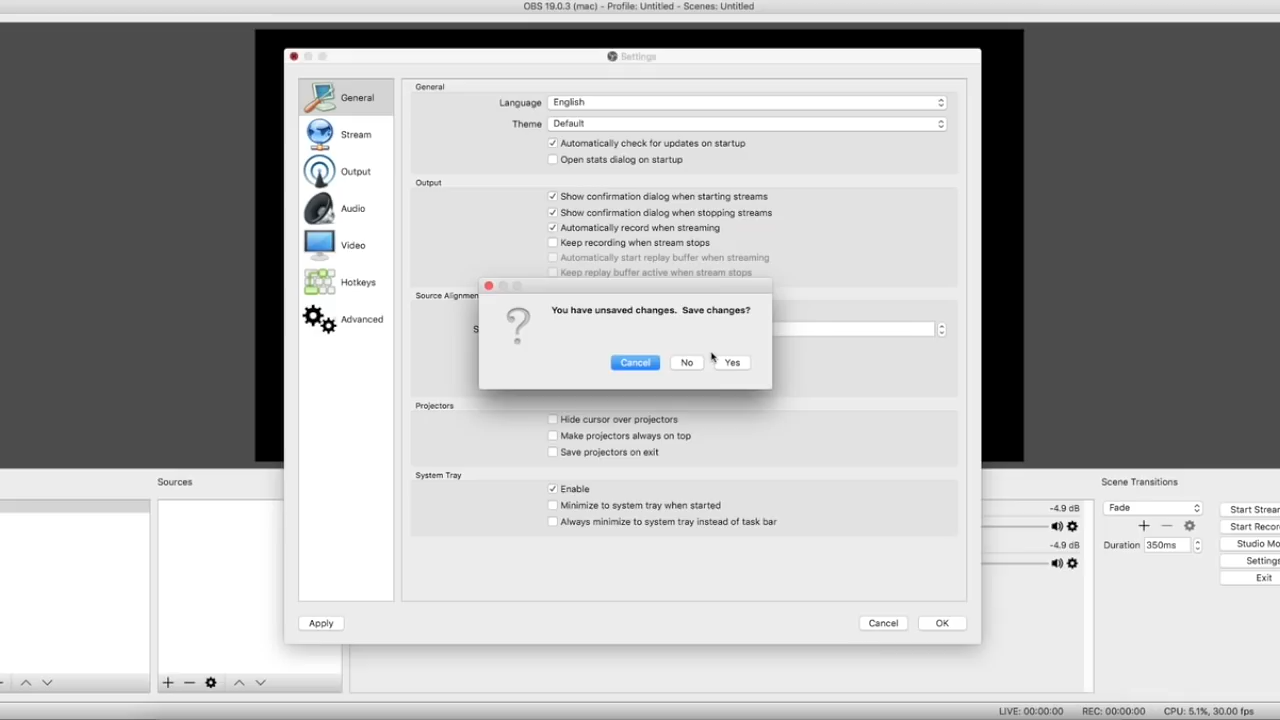 OBS 19.0.3 (mac) - Profile: Untitled - Scenes: Untitled
Settings
General
Stream
Output
Audio
Video
Hotkeys
Advanced
General
Language English
Theme Default
Automatically check for updates on startup
Open stats dialog on startup
Output
Show confirmation dialog when starting streams
Show confirmation dialog when stopping streams
Automatically record when streaming
Keep recording when stream stops
Automatically start replay buffer when streaming
Keep replay buffer active when stream stops
Source Alignmen
S
You have unsaved changes. Save changes?
Cancel No Yes
Projectors
Hide cursor over projectors
Make projectors always on top
Save projectors on exit
System Tray
Enable
Minimize to system tray when started
Always minimize to system tray instead of task bar
Apply Cancel OK
Sources
-4.9 dB
-4.9 dB
Scene Transitions
Fade
Duration 350ms
Start Strear
Start Recor
Studio Mo
Settings
Exit
LIVE: 00:00:00 REC: 00:00:00 CPU: 5.1%, 30.00 fps